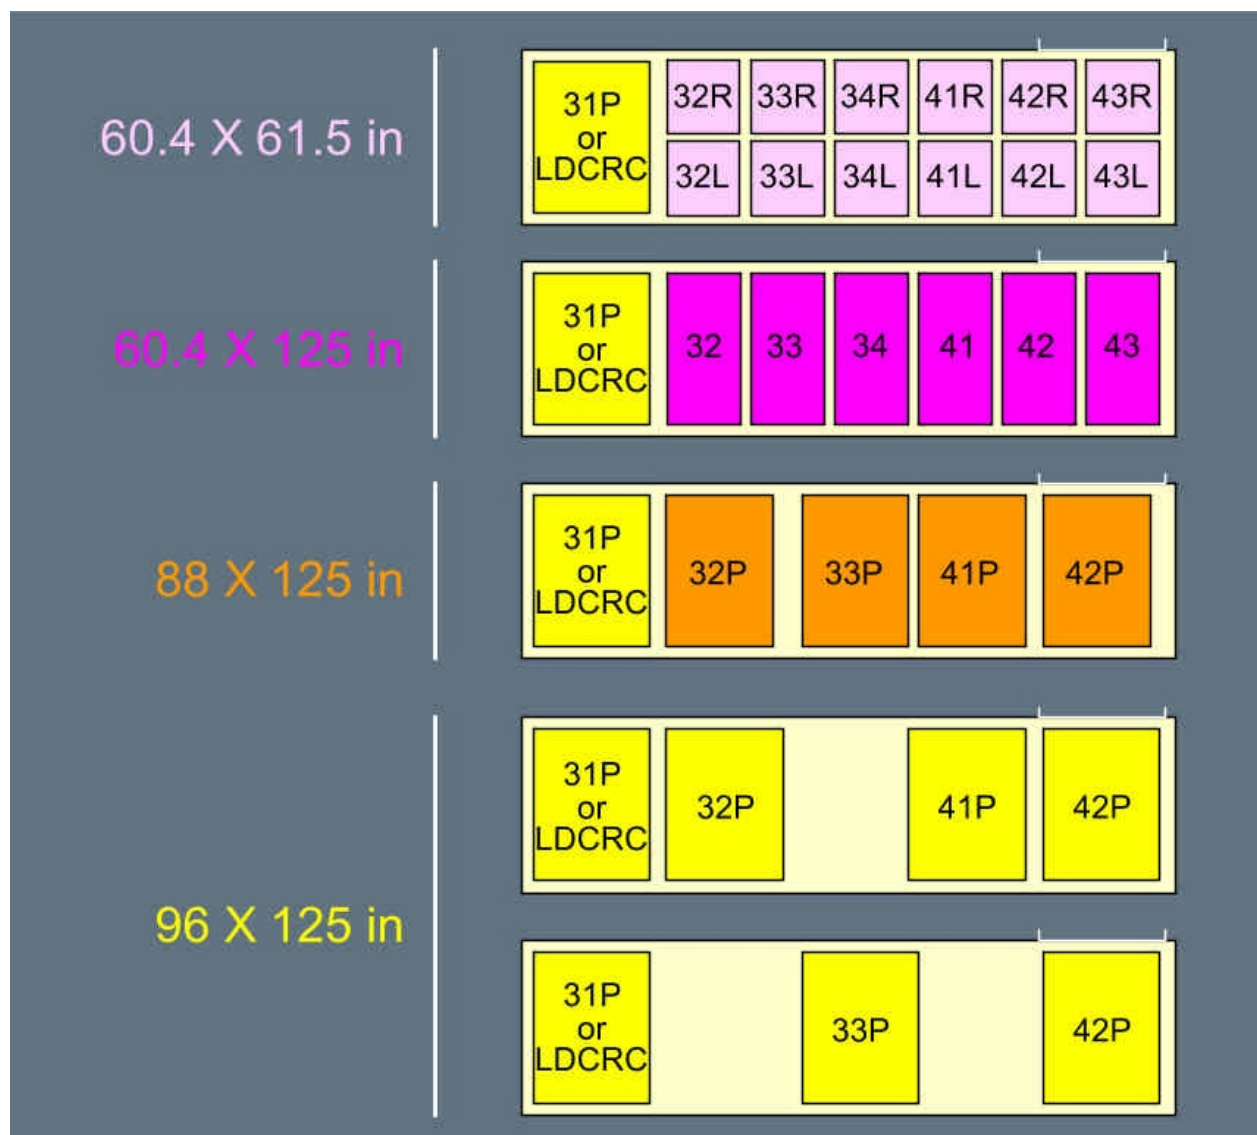 60.4 X 61.5 in
31P
or
LDCRC
32R 33R 34R 41R 42R 43R
32L 33L 34L 41L 42L 43L
60.4 X 125 in
31P
or
LDCRC
32 33 34 41 42 43
88 X 125 in
31P
or
LDCRC
32P 33P 41P 42P
96 X 125 in
31P
or
LDCRC
32P 41P 42P
31P
or
LDCRC
33P 42P